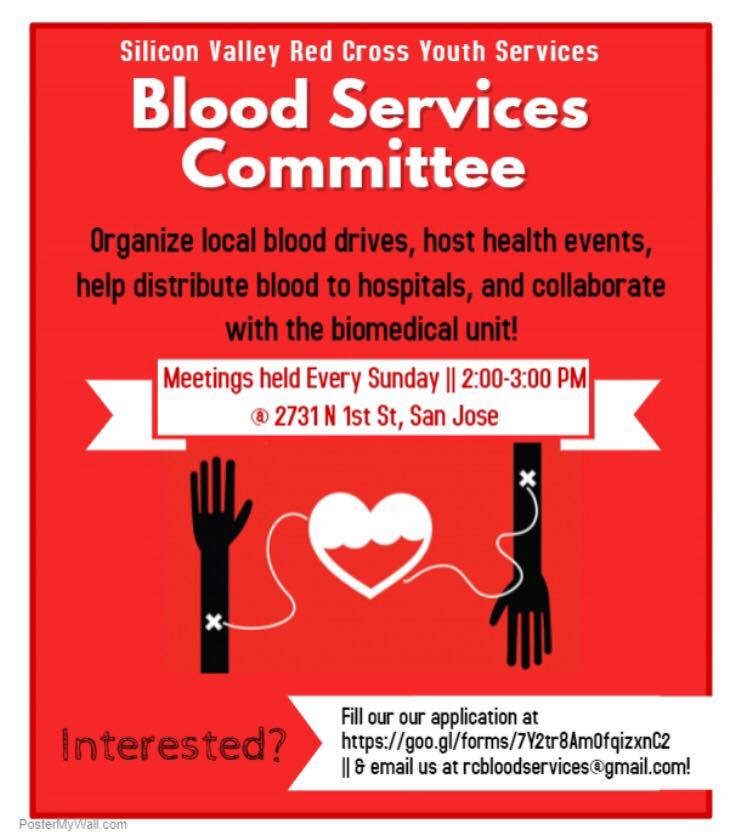 Silicon Valley Red Cross Youth Services
Blood Services
Committee
Organize local blood drives, host health events,
help distribute blood to hospitals, and collaborate
with the biomedical unit!
Meetings held Every Sunday || 2:00-3:00 PM
@ 2731 N 1st St, San Jose
Interested?
Fill our our application at
https://goo.gl/forms/7Y2tr8Am0fqizxnC2
|| & email us at rcbloodservices@gmail.com!
PosterMyWall.com